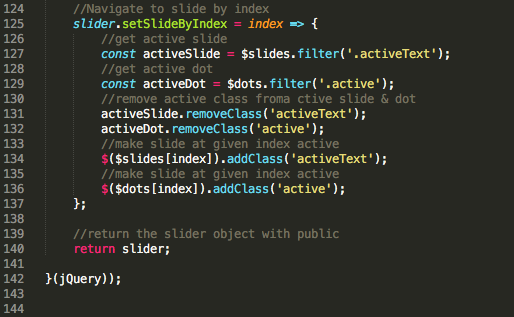 124 //Navigate to slide by index
125 slider.setSlideByIndex = index => {
126 //get active slide
127 const activeSlide = $slides.filter('.activeText');
128 //get active dot
129 const activeDot = $dots.filter('.active');
130 //remove active class froma ctive slide & dot
131 activeSlide.removeClass('activeText');
132 activeDot.removeClass('active');
133 //make slide at given index active
134 $($slides[index]).addClass('activeText');
135 //make slide at given index active
136 $($dots[index]).addClass('active');
137 };
138
139 //return the slider object with public
140 return slider;
141
142 }(jQuery));
143
144